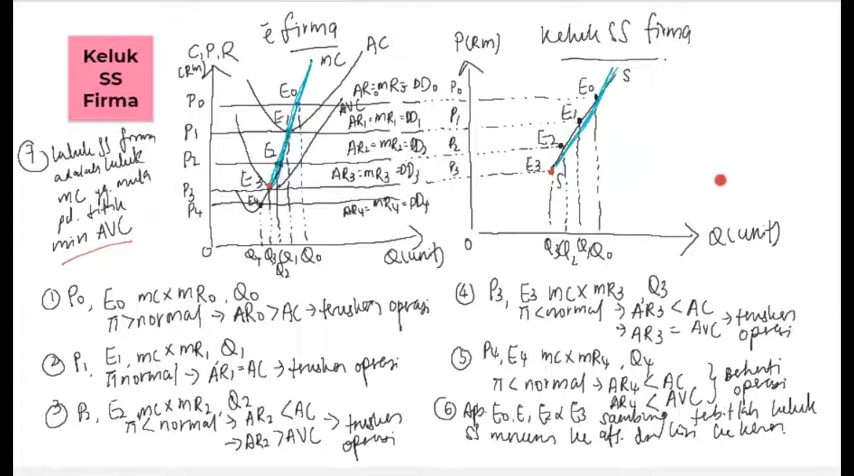 Keluk
SS
Firma
ē firma
C,P,R
(RM)
MC
AC
AVC
P0
P1
P2
P3
P4
E0
E1
E2
E3
E4
AR0=MR0=DD0
AR1=MR1=DD1
AR2=MR2=DD2
AR3=MR3=DD3
AR4=MR4=DD4
0
Q4 Q3 Q1 Q0
Q2
Q(unit)
Keluk SS firma
P(RM)
P0
P1
P2
P3
E0
E1
E2
E3
S
S
0
Q3 Q2 Q1 Q0
Q(unit)
⑦ keluk SS firma
adalah keluk
MC yg. mula
pd. titik
min AVC
① P0, E0 MC×MR0, Q0
π>normal → AR0>AC → teruskan operasi
② P1, E1, MC×MR1, Q1
π normal → AR1=AC → teruskan operasi
③ P3, E2 MC×MR2, Q2
π<normal → AR2<AC → teruskan
→ AR2>AVC operasi
④ P3, E3 MC×MR3, Q3
π<normal → AR3<AC → teruskan
→ AR3=AVC operasi
⑤ P4, E4 MC×MR4, Q4
π<normal → AR4<AC } berhenti
AR4<AVC operasi
⑥ E0, E1, E2 & E3 sambung keluk
SS ke dari kiri ke kanan